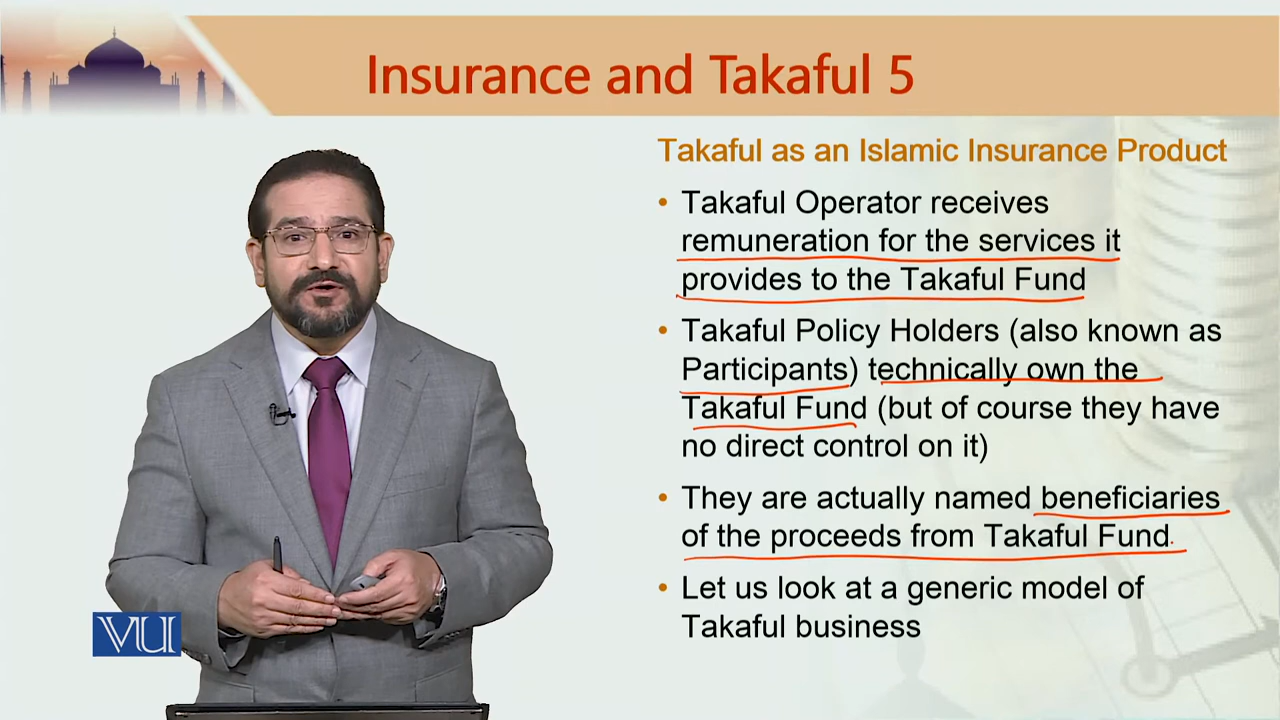 Insurance and Takaful 5
Takaful as an Islamic Insurance Product
• Takaful Operator receives
remuneration for the services it
provides to the Takaful Fund
• Takaful Policy Holders (also known as
Participants) technically own the
Takaful Fund (but of course they have
no direct control on it)
• They are actually named beneficiaries
of the proceeds from Takaful Fund
• Let us look at a generic model of
Takaful business
VU